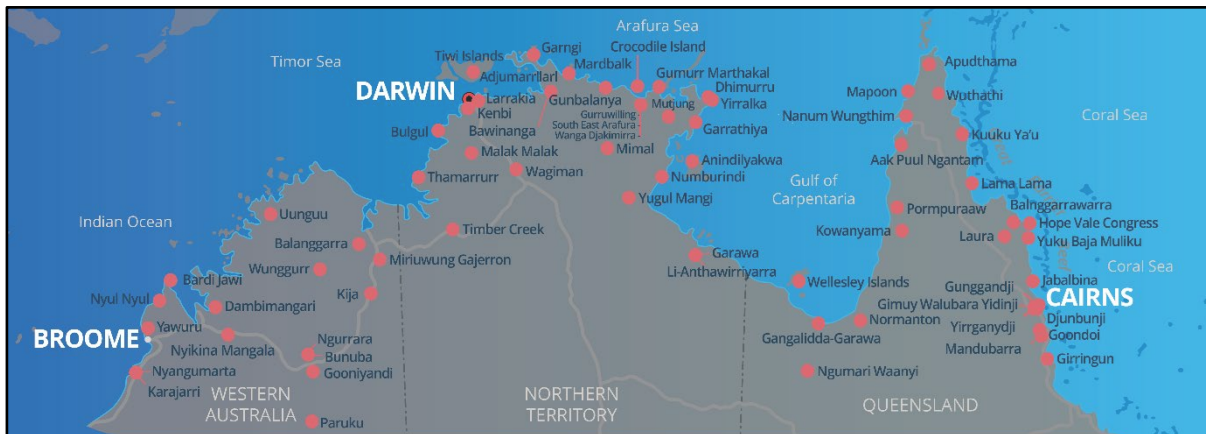 Arafura Sea
Garngi
Crocodile Island
Tiwi Islands
Mardbalk
Timor Sea
Gumurr Marthakal
Apudthama
Adjumarrllarl
Dhimurru
DARWIN
Larrakia
Gunbalanya
Mutjung
Yirralka
Mapoon
Wuthathi
Kenbi
Gurruwilling
Nanum Wungthim
Coral Sea
Bulgul
Bawinanga
South East Arafura
Garrathiya
Kuuku Ya'u
Wanga Djakimirra
Malak Malak
Mimal
Aak Puul Ngantam
Anindilyakwa
Wagiman
Thamarrurr
Numburindi
Gulf of
Carpentaria
Lama Lama
Yugul Mangi
Balnggarrawarra
Pormpuraaw
Indian Ocean
Uunguu
Hope Vale Congress
Timber Creek
Kowanyama
Laura
Yuku Baja Muliku
Balanggarra
Garawa
Miriuwung Gajerron
Li-Anthawirriyarra
Wunggurr
Coral Sea
Bardi Jawi
Wellesley Islands
Jabalbina
Gunggandji
Kija
Nyul Nyul
Dambimangari
Gimuy Walubara Yidinji
CAIRNS
Normanton
Djunbunji
Yawuru
Gangalidda-Garawa
Yirrganydji
Goondoi
BROOME
Nyikina Mangala
Ngurrara
Mandubarra
Bunuba
Girringun
Nyangumarta
Gooniyandi
Ngumari Waanyi
Karajarri
WESTERN
AUSTRALIA
NORTHERN
TERRITORY
QUEENSLAND
Paruku